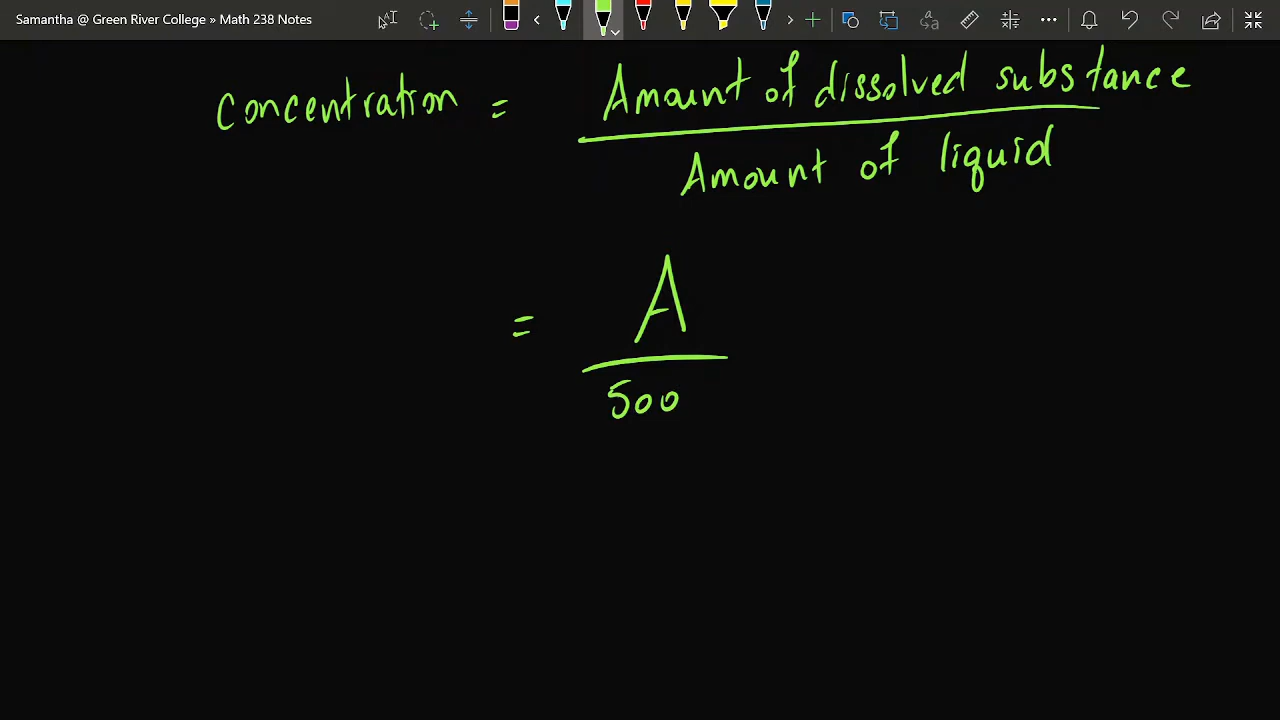 Samantha @ Green River College » Math 238 Notes
Concentration = Amount of dissolved substance
Amount of liquid
= A
500